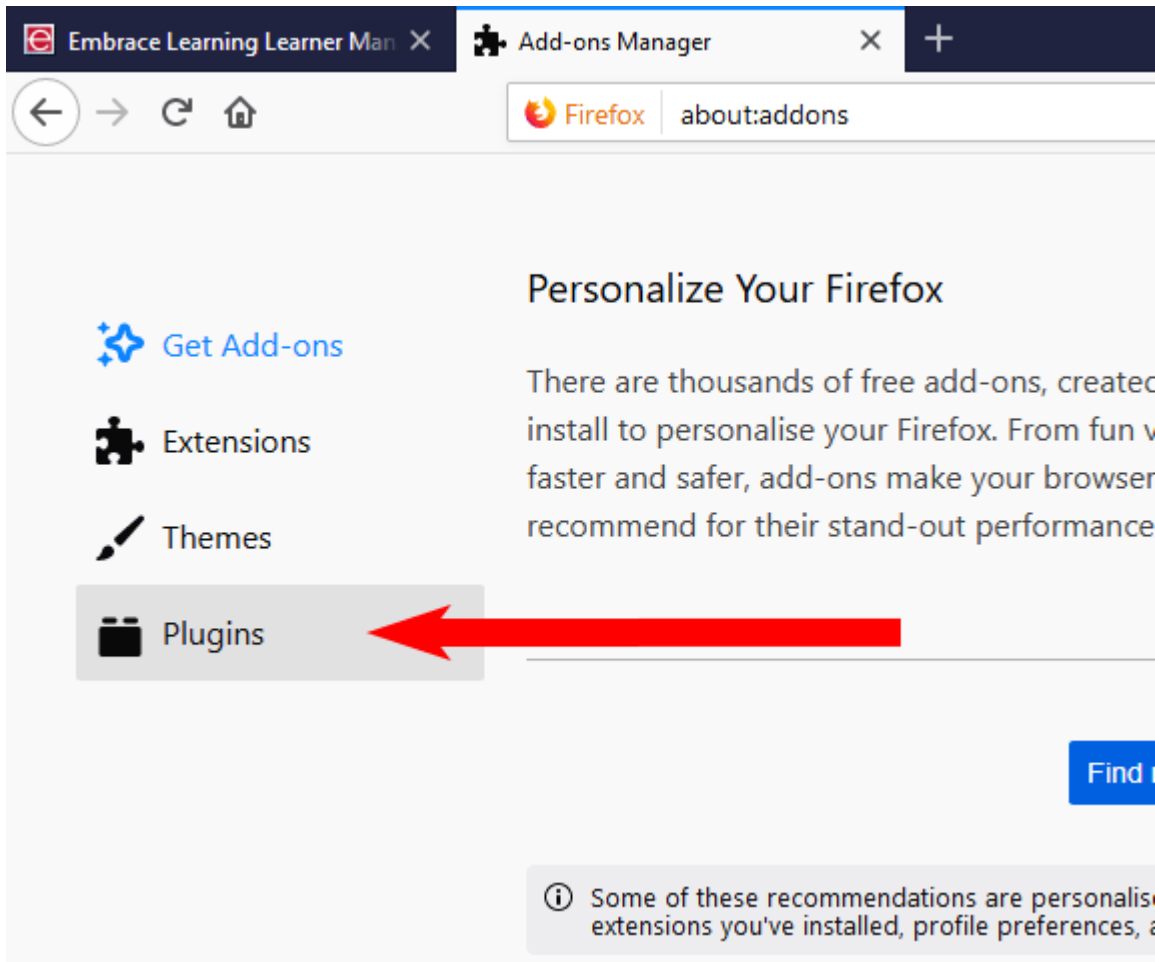 Embrace Learning Learner Man
Add-ons Manager
Firefox
about:addons
Personalize Your Firefox
Get Add-ons
Extensions
Themes
Plugins
There are thousands of free add-ons, created
install to personalise your Firefox. From fun
faster and safer, add-ons make your browser
recommend for their stand-out performance
Find
Some of these recommendations are personalise
extensions you've installed, profile preferences,